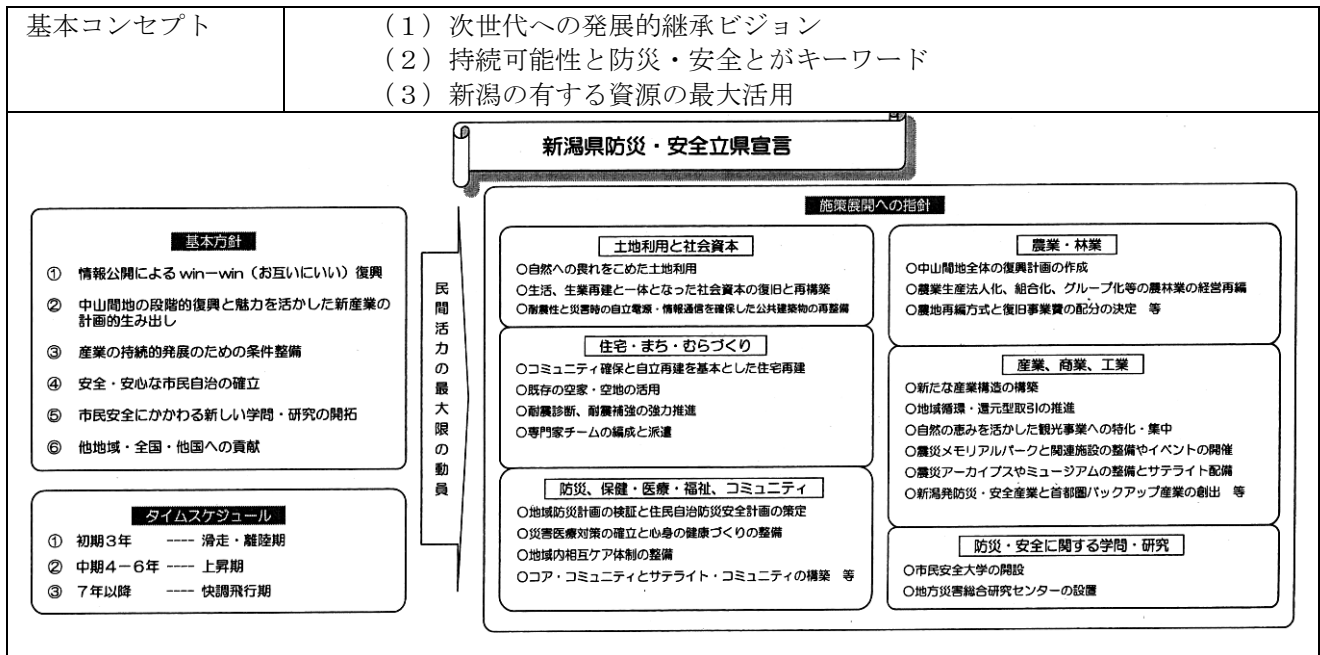 基本コンセプト
（１）次世代への発展的継承ビジョン
（２）持続可能性と防災・安全とがキーワード
（３）新潟の有する資源の最大活用
新潟県防災・安全立県宣言
基本方針
① 情報公開による win－win（お互いにいい）復興
② 中山間地の段階的復興と魅力を活かした新産業の
計画的生み出し
③ 産業の持続的発展のための条件整備
④ 安全・安心な市民自治の確立
⑤ 市民安全にかかわる新しい学問・研究の開拓
⑥ 他地域・全国・他国への貢献
タイムスケジュール
① 初期３年 ---- 滑走・離陸期
② 中期４－６年 ---- 上昇期
③ ７年以降 ---- 快調飛行期
民間活力の最大限の動員
施策展開への指針
土地利用と社会資本
○自然への畏れをこめた土地利用
○生活、生業再建と一体となった社会資本の復旧と再構築
○耐震性と災害時の自立電源・情報通信を確保した公共建築物の再整備
住宅・まち・むらづくり
○コミュニティ確保と自立再建を基本とした住宅再建
○既存の空家・空地の活用
○耐震診断、耐震補強の強力推進
○専門家チームの編成と派遣
防災、保健・医療・福祉、コミュニティ
○地域防災計画の検証と住民自治防災安全計画の策定
○災害医療対策の確立と心身の健康づくりの整備
○地域内相互ケア体制の整備
○コア・コミュニティとサテライト・コミュニティの構築 等
農業・林業
○中山間地全体の復興計画の作成
○農業生産法人化、組合化、グループ化等の農林業の経営再編
○農地再編方式と復旧事業費の配分の決定 等
産業、商業、工業
○新たな産業構造の構築
○地域循環・還元型取引の推進
○自然の恵みを活かした観光事業への特化・集中
○震災メモリアルパークと関連施設の整備やイベントの開催
○震災アーカイブスやミュージアムの整備とサテライト配備
○新潟発防災・安全産業と首都圏バックアップ産業の創出 等
防災・安全に関する学問・研究
○市民安全大学の開設
○地方災害総合研究センターの設置